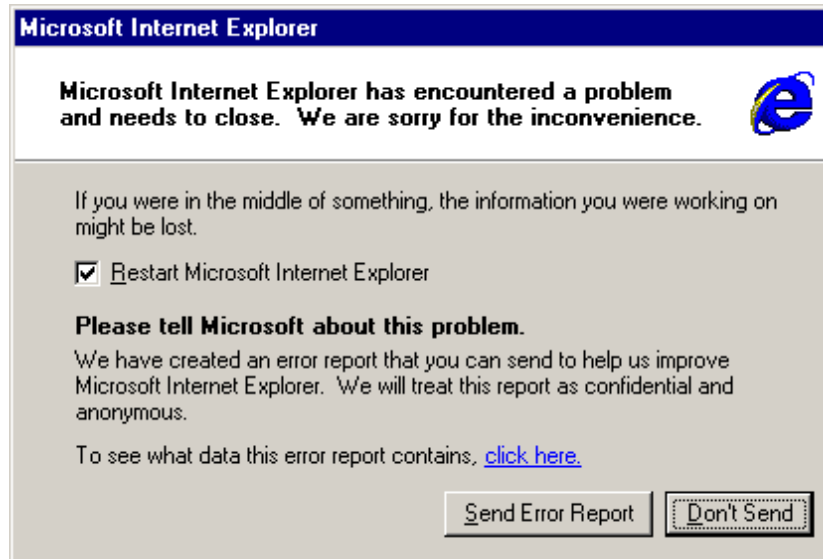 Microsoft Internet Explorer
Microsoft Internet Explorer has encountered a problem
and needs to close.  We are sorry for the inconvenience.
If you were in the middle of something, the information you were working on
might be lost.
Restart Microsoft Internet Explorer
Please tell Microsoft about this problem.
We have created an error report that you can send to help us improve
Microsoft Internet Explorer.  We will treat this report as confidential and
anonymous.
To see what data this error report contains, click here.
Send Error Report
Don't Send